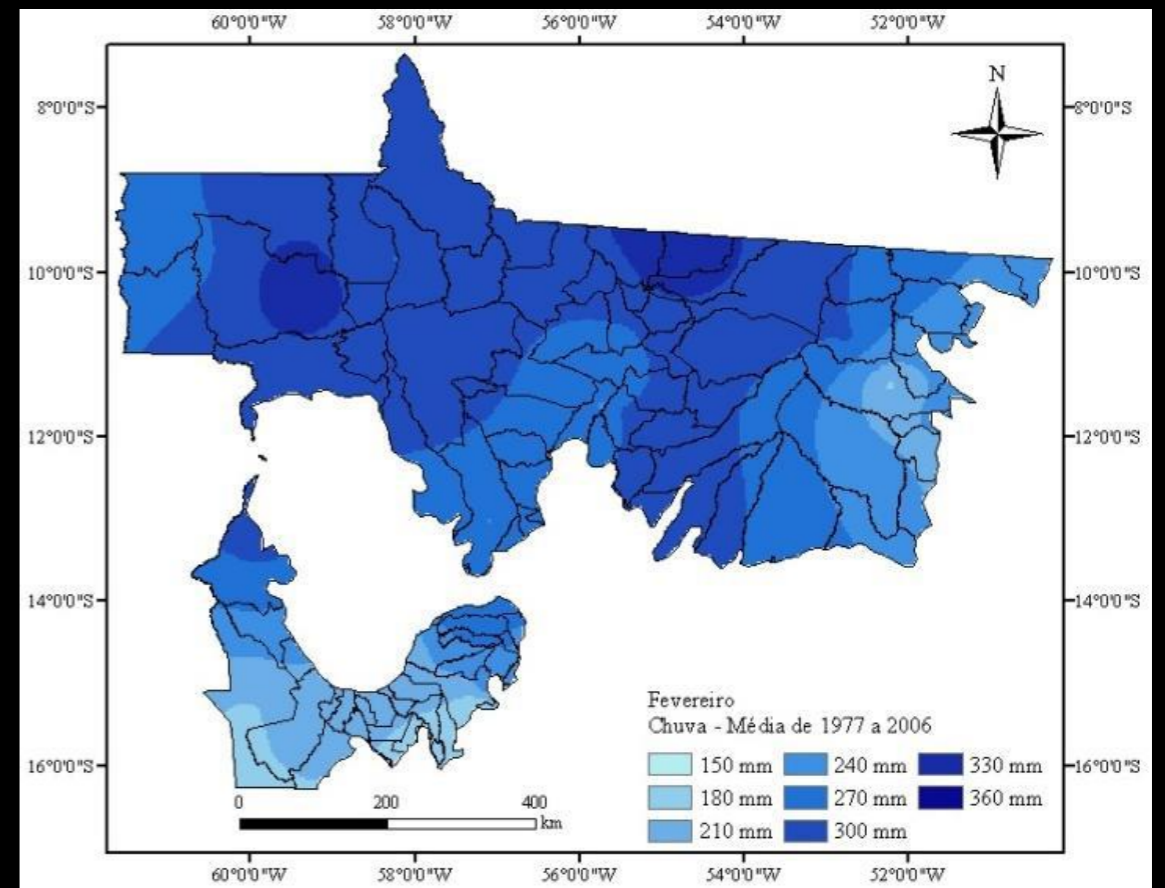 60°0'0"W 58°0'0"W 56°0'0"W 54°0'0"W 52°0'0"W
N
8°0'0"S 8°0'0"S
10°0'0"S 10°0'0"S
12°0'0"S 12°0'0"S
14°0'0"S 14°0'0"S
Fevereiro
Chuva - Média de 1977 a 2006
150 mm 240 mm 330 mm
16°0'0"S 16°0'0"S
180 mm 270 mm 360 mm
210 mm 300 mm
0 200 400
km
60°0'0"W 58°0'0"W 56°0'0"W 54°0'0"W 52°0'0"W